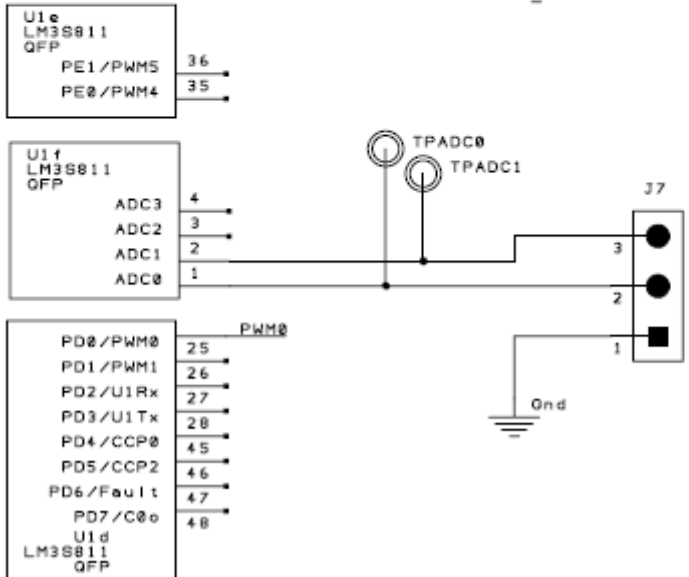 U1e
LM3S811
QFP
PE1/PWM5 36
PE0/PWM4 35
U1f
LM3S811
QFP
TPADC0
TPADC1
J7
ADC3 4
ADC2 3
ADC1 2
ADC0 1
3
2
1
Gnd
PWM0
PD0/PWM0 25
PD1/PWM1 26
PD2/U1Rx 27
PD3/U1Tx 28
PD4/CCP0 45
PD5/CCP2 46
PD6/Fault 47
PD7/C0o 48
U1d
LM3S811
QFP